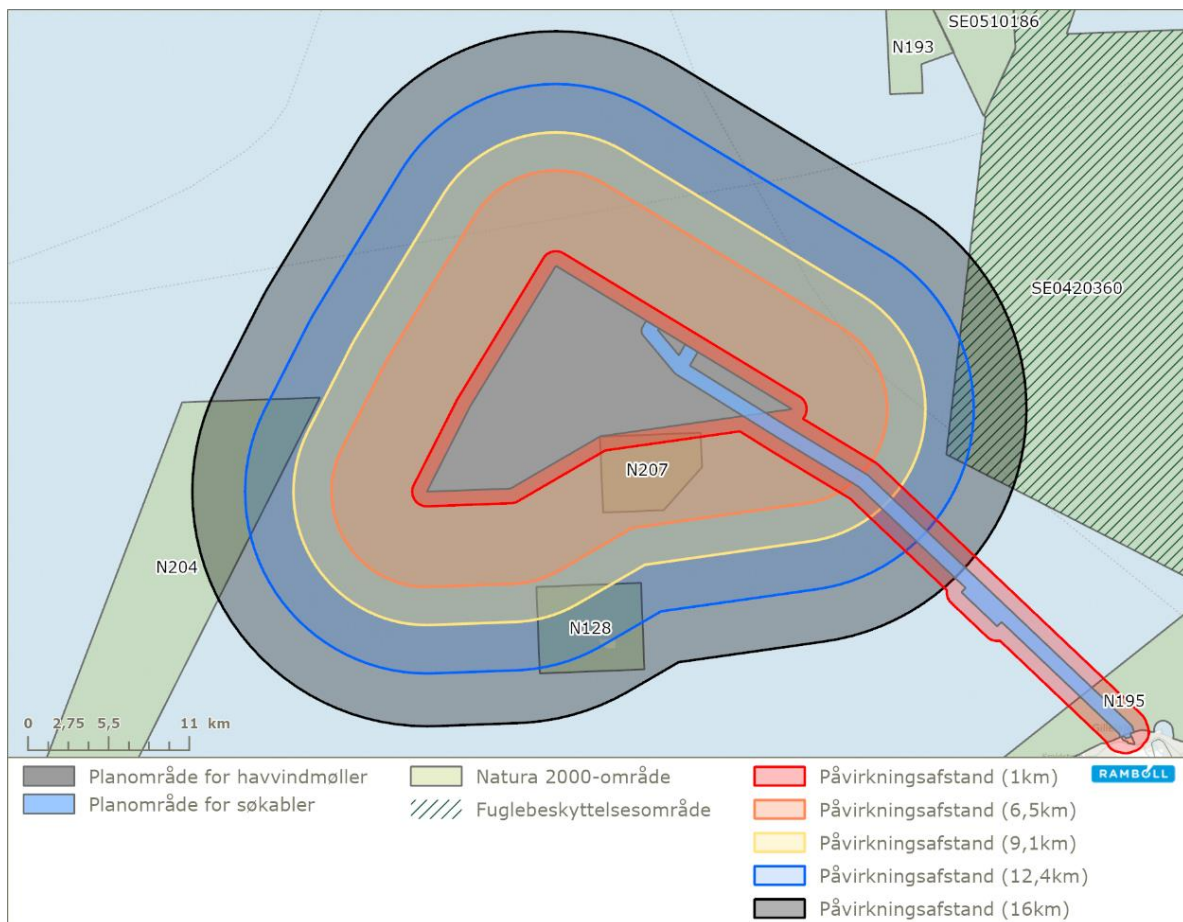 SE0510186
N193
SE0420360
N207
N204
N128
N195
0 2,75 5,5 11 km
Planområde for havvindmøller
Planområde for søkabler
Natura 2000-område
Fuglebeskyttelsesområde
Påvirkningsafstand (1km)
Påvirkningsafstand (6,5km)
Påvirkningsafstand (9,1km)
Påvirkningsafstand (12,4km)
Påvirkningsafstand (16km)
RAMBOLL